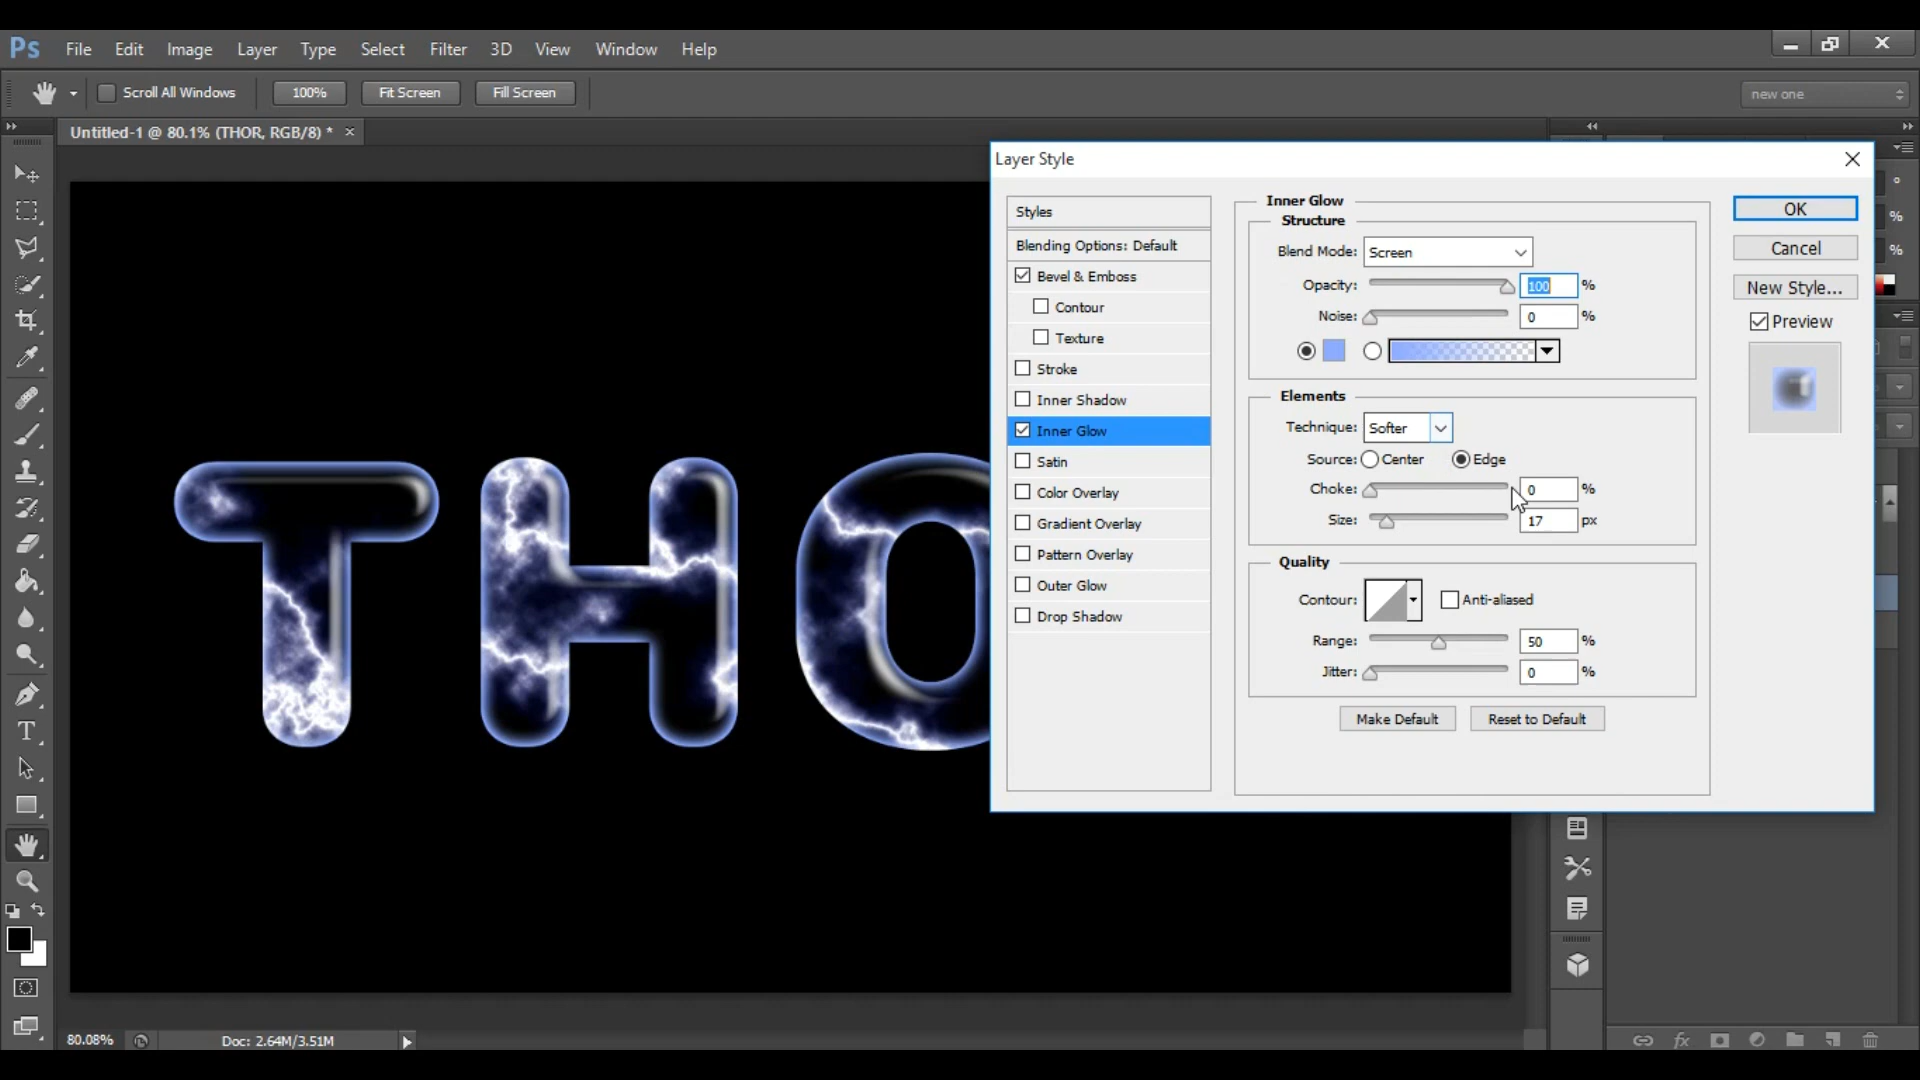 Ps File Edit Image Layer Type Select Filter 3D View Window Help
Scroll All Windows 100% Fit Screen Fill Screen new one
Untitled-1 @ 80.1% (THOR, RGB/8) *
THO
Layer Style
Styles
Blending Options: Default
Bevel & Emboss
Contour
Texture
Stroke
Inner Shadow
Inner Glow
Satin
Color Overlay
Gradient Overlay
Pattern Overlay
Outer Glow
Drop Shadow
Inner Glow
Structure
Blend Mode: Screen
Opacity: 100 %
Noise: 0 %
Elements
Technique: Softer
Source: Center Edge
Choke: 0 %
Size: 17 px
Quality
Contour: Anti-aliased
Range: 50 %
Jitter: 0 %
Make Default Reset to Default
OK
Cancel
New Style...
Preview
%
%
T
fx
80.08% Doc: 2.64M/3.51M